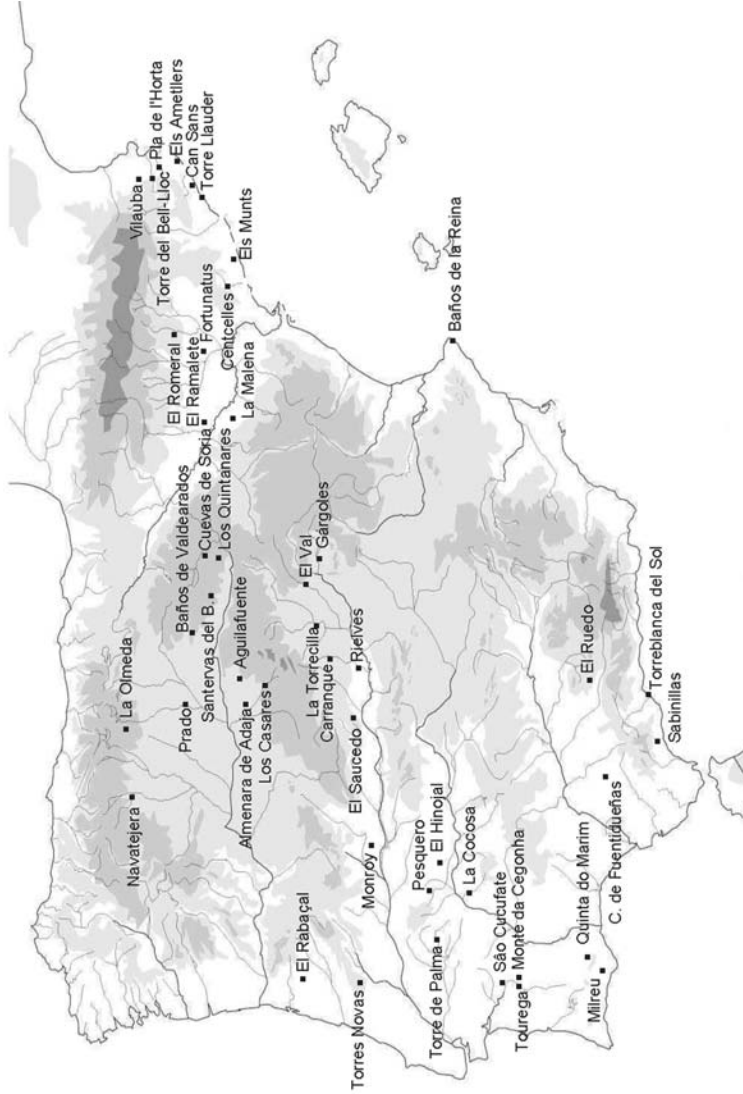 Vilauba
Pla de l'Horta
Torre del Bell-Lloc
Els Ametllers
Can Sans
Torre Llauder
Els Munts
Centcelles
Fortunatus
El Romeral
El Ramalete
La Malena
Cuevas de Soria
Los Quintanares
Baños de Valdearados
Santervas del B.
La Olmeda
Prado
Navatejera
Aguilafuente
Almenara de Adaja
Los Casares
El Val
Gárgoles
La Torrecilla
Carranque
Rielves
El Saucedo
Monroy
El Rabaçal
Torres Novas
Baños de la Reina
Pesquero
El Hinojal
La Cocosa
Torre de Palma
São Cucufate
Monte da Cegonha
Tourega
Quinta do Marim
Milreu
C. de Fuentidueñas
El Ruedo
Torreblanca del Sol
Sabinillas